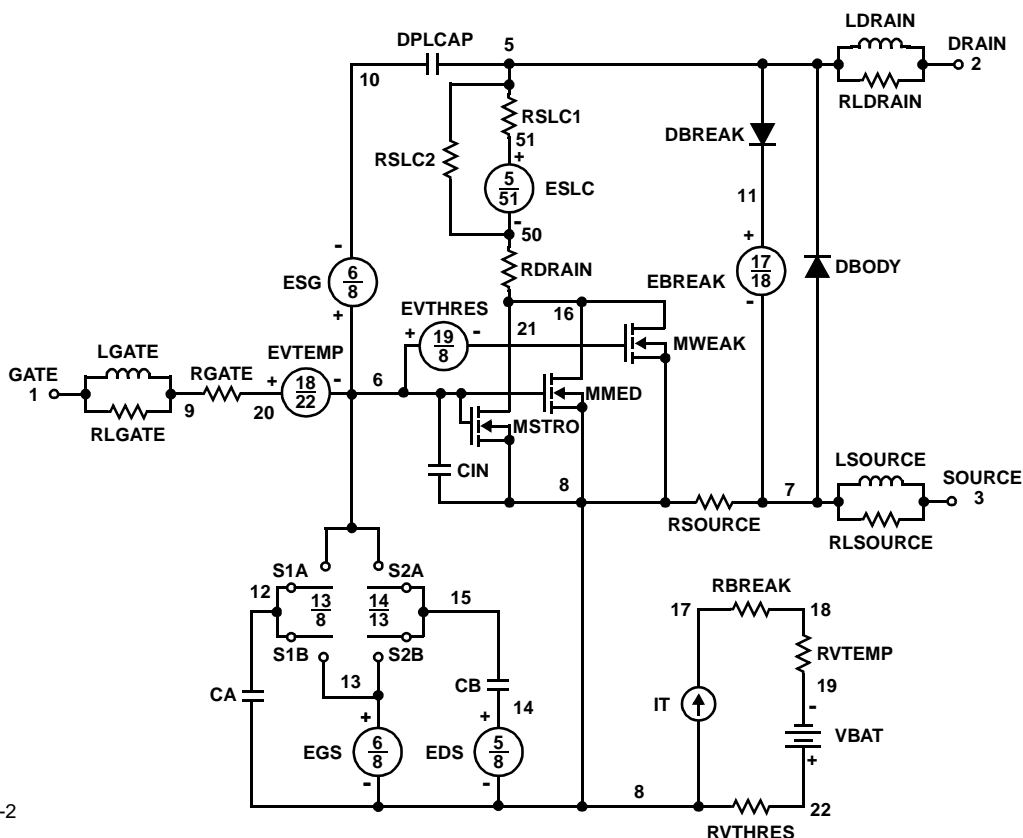 LDRAIN
DPLCAP 5 DRAIN
10 2
RSLC1 RLDRAIN
51 DBREAK
RSLC2 +
5
51 ESLC
11
-
50
- +
RDRAIN 17
18
6
8 ESG EBREAK DBODY
EVTHRES -
+ 16
+ 19
8 - 21
MWEAK
LGATE EVTEMP
GATE RGATE + 18
22 - 6 MMED
1
9 20 MSTRO
RLGATE
CIN LSOURCE
8 7 SOURCE
3
RSOURCE
RLSOURCE
S1A S2A
12 13
8 14
13 15 RBREAK
17 18
S1B S2B RVTEMP
13 CB
CA 14 IT 19
+ + -
EGS 6
8 EDS 5
8 VBAT
- - +
8 22
-2
RVTHRES